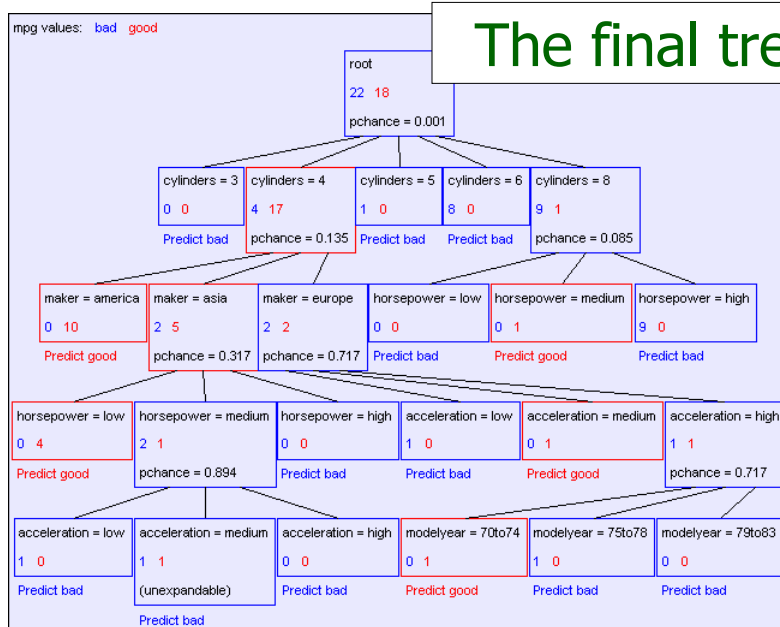 mpg values: bad good
The final tre
root
22 18
pchance = 0.001
cylinders = 3
0 0
Predict bad
cylinders = 4
4 17
pchance = 0.135
cylinders = 5
1 0
Predict bad
cylinders = 6
8 0
Predict bad
cylinders = 8
9 1
pchance = 0.085
maker = america
0 10
Predict good
maker = asia
2 5
pchance = 0.317
maker = europe
2 2
pchance = 0.717
horsepower = low
0 0
Predict bad
horsepower = medium
0 1
Predict good
horsepower = high
9 0
Predict bad
horsepower = low
0 4
Predict good
horsepower = medium
2 1
pchance = 0.894
horsepower = high
0 0
Predict bad
acceleration = low
1 0
Predict bad
acceleration = medium
0 1
Predict good
acceleration = high
1 1
pchance = 0.717
acceleration = low
1 0
Predict bad
acceleration = medium
1 1
(unexpandable)
Predict bad
acceleration = high
0 0
Predict bad
modelyear = 70to74
0 1
Predict good
modelyear = 75to78
1 0
Predict bad
modelyear = 79to83
0 0
Predict bad